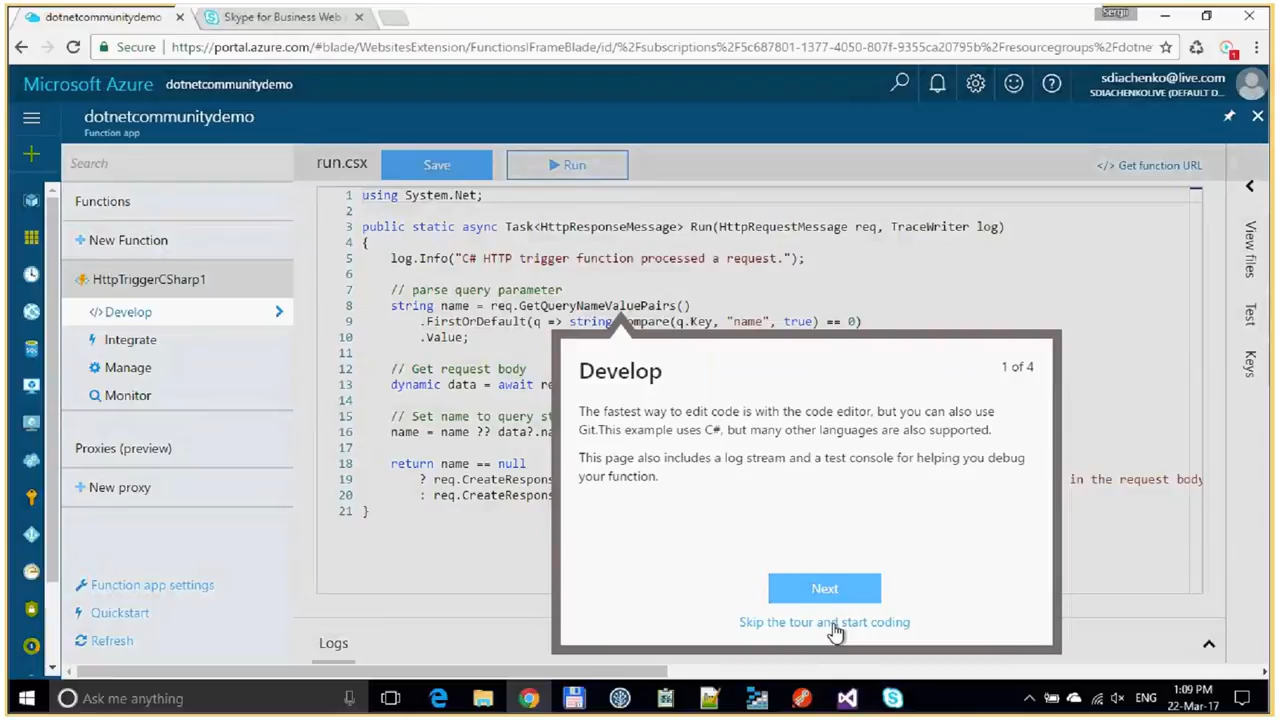 dotnetcommunitydemo
Skype for Business Web
Sergii
Secure https://portal.azure.com/#blade/WebsitesExtension/FunctionsIFrameBlade/id/%2Fsubscriptions%2F5c687801-1377-4050-807f-9355ca20795b%2Fresourcegroups%2Fdotne
1
Microsoft Azure dotnetcommunitydemo
sdiachenko@live.com
SDIACHENKOLIVE (DEFAULT D...
dotnetcommunitydemo
Function app
Search
run.csx
Save
Run
</> Get function URL
Functions
+ New Function
HttpTriggerCSharp1
</> Develop
Integrate
Manage
Monitor
Proxies (preview)
+ New proxy
Function app settings
Quickstart
Refresh
1 using System.Net;
2
3 public static async Task<HttpResponseMessage> Run(HttpRequestMessage req, TraceWriter log)
4 {
5 log.Info("C# HTTP trigger function processed a request.");
6
7 // parse query parameter
8 string name = req.GetQueryNameValuePairs()
9 .FirstOrDefault(q => string.Compare(q.Key, "name", true) == 0)
10 .Value;
11
12 // Get request body
13 dynamic data = await re
14
15 // Set name to query st
16 name = name ?? data?.na
17
18 return name == null
19 ? req.CreateRespons in the request body
20 : req.CreateRespons
21 }
View files
Test
Keys
Develop
1 of 4
The fastest way to edit code is with the code editor, but you can also use
Git.This example uses C#, but many other languages are also supported.
This page also includes a log stream and a test console for helping you debug
your function.
Next
Skip the tour and start coding
Logs
Ask me anything
ENG
1:09 PM
22-Mar-17